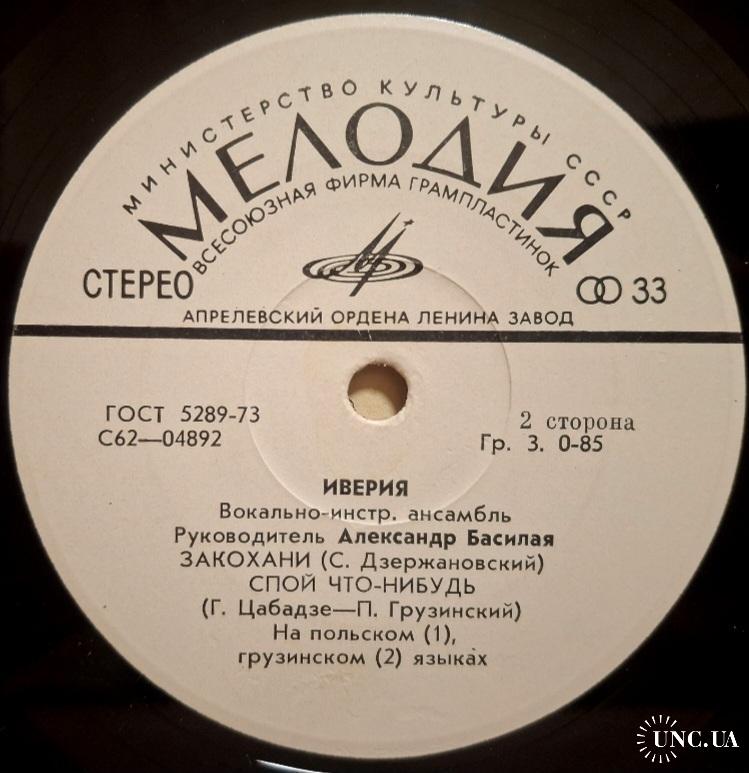 МИНИСТЕРСТВО КУЛЬТУРЫ СССР
МЕЛОДИЯ
ВСЕСОЮЗНАЯ ФИРМА ГРАМПЛАСТИНОК
СТЕРЕО
33
АПРЕЛЕВСКИЙ ОРДЕНА ЛЕНИНА ЗАВОД
ГОСТ 5289-73
2 сторона
С62—04892
Гр. 3. 0-85
ИВЕРИЯ
Вокально-инстр. ансамбль
Руководитель Александр Басилая
ЗАКОХАНИ (С. Дзержановский)
СПОЙ ЧТО-НИБУДЬ
(Г. Цабадзе—П. Грузинский)
На польском (1),
грузинском (2) языках
UNC.UA